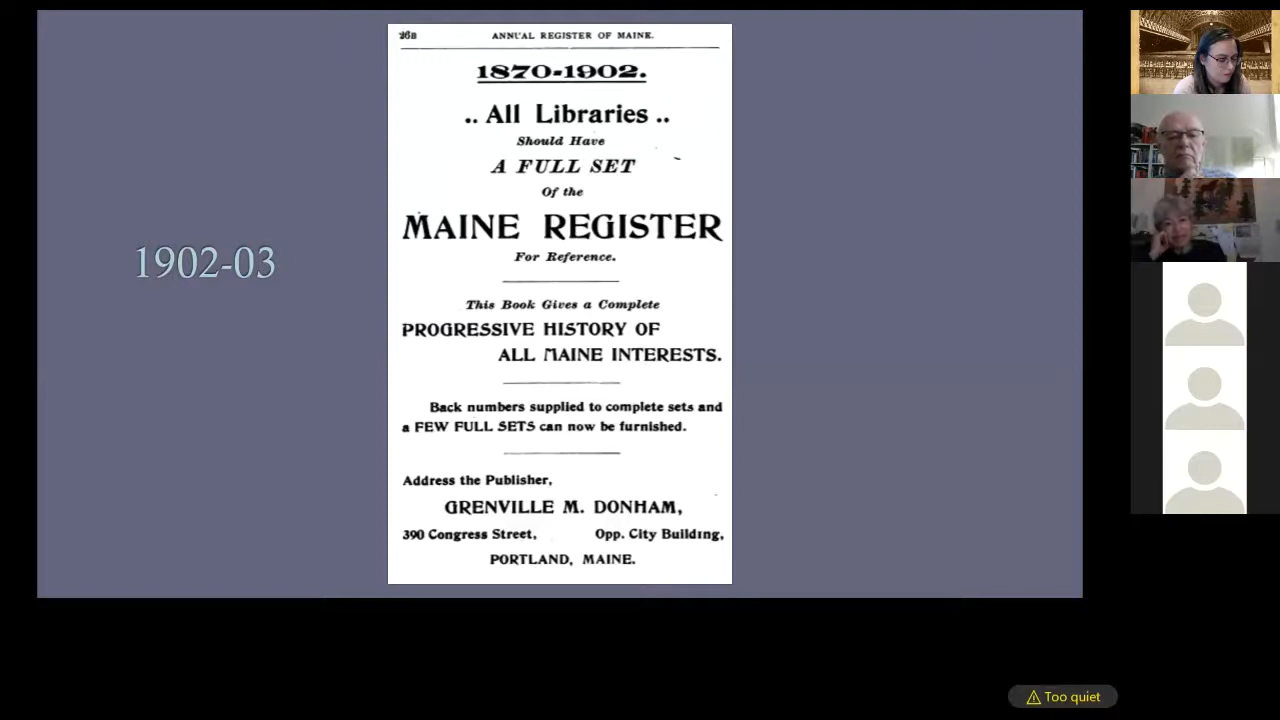 268 ANNUAL REGISTER OF MAINE.
1870-1902.
.. All Libraries ..
Should Have
A FULL SET
Of the
MAINE REGISTER
For Reference.
This Book Gives a Complete
PROGRESSIVE HISTORY OF
ALL MAINE INTERESTS.
Back numbers supplied to complete sets and
a FEW FULL SETS can now be furnished.
Address the Publisher,
GRENVILLE M. DONHAM,
390 Congress Street, Opp. City Building,
PORTLAND, MAINE.
1902-03
Too quiet